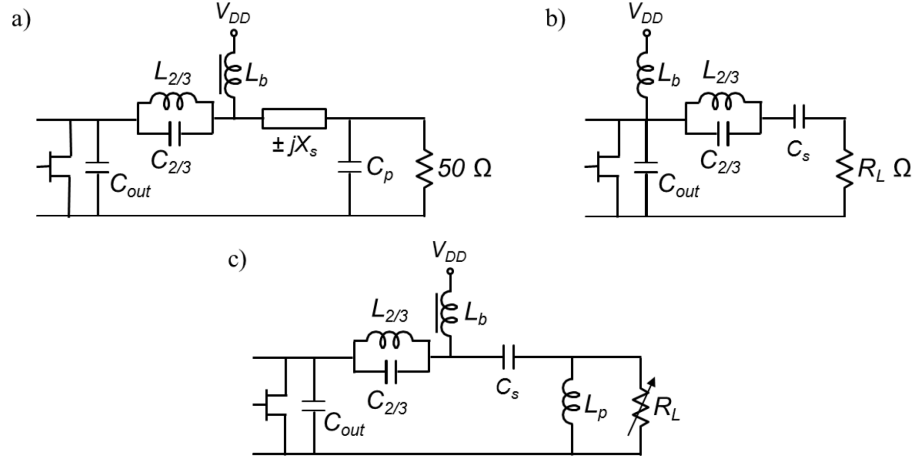 a)
V_DD
L_2/3
L_b
C_2/3
± jX_s
C_out
C_p
50 Ω
b)
V_DD
L_b
L_2/3
C_2/3
C_s
C_out
R_L Ω
c)
V_DD
L_2/3
L_b
C_2/3
C_s
C_out
L_p
R_L